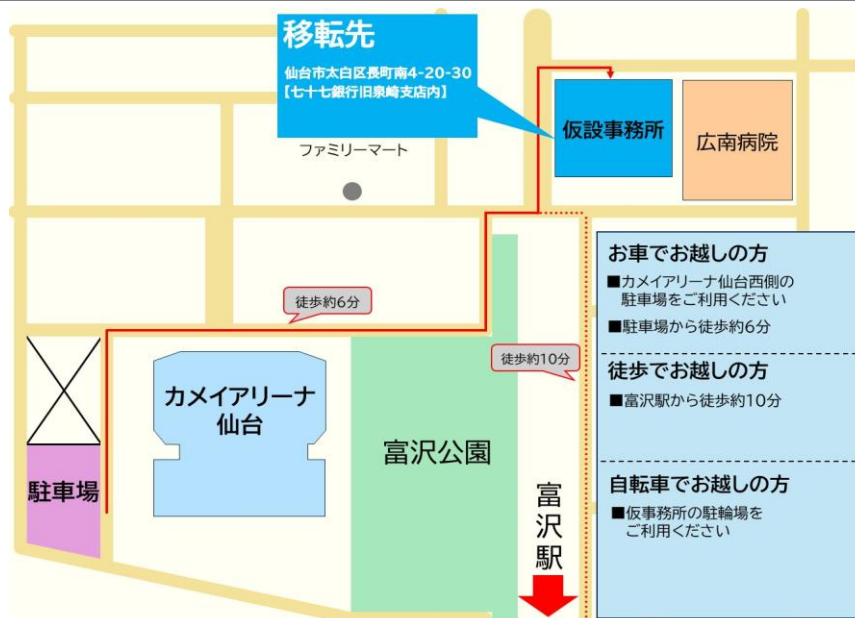 移転先
仙台市太白区長町南4-20-30
【七十七銀行旧泉崎支店内】
ファミリーマート
仮設事務所
広南病院
徒歩約6分
徒歩約10分
カメイアリーナ
仙台
駐車場
富沢公園
富沢駅
お車でお越しの方
■カメイアリーナ仙台西側の
駐車場をご利用ください
■駐車場から徒歩約6分
徒歩でお越しの方
■富沢駅から徒歩約10分
自転車でお越しの方
■仮事務所の駐輪場を
ご利用ください